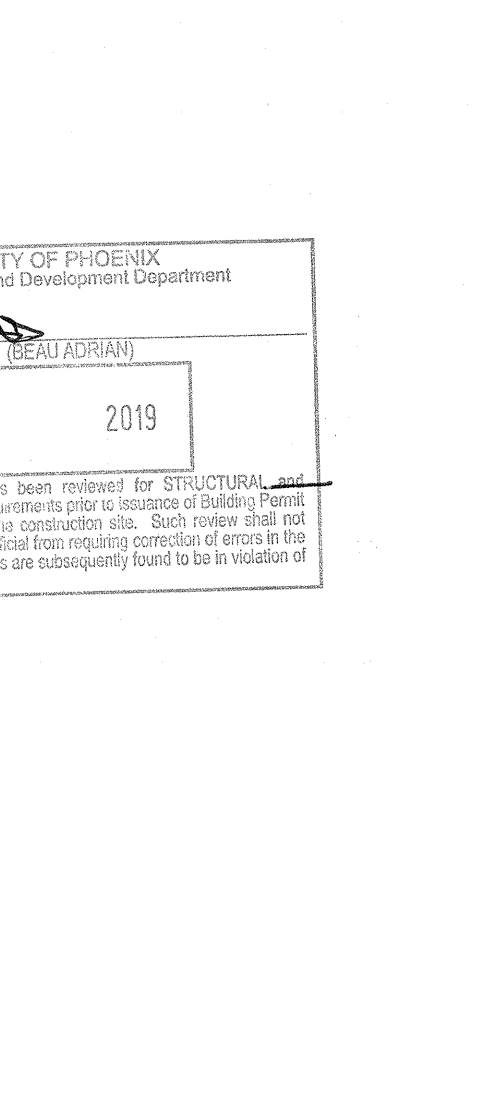 TY OF PHOENIX
nd Development Department
(BEAU ADRIAN)
2019
s been reviewed for STRUCTURAL and
uirements prior to issuance of Building Permit
he construction site. Such review shall not
ficial from requiring correction of errors in the
s are subsequently found to be in violation of